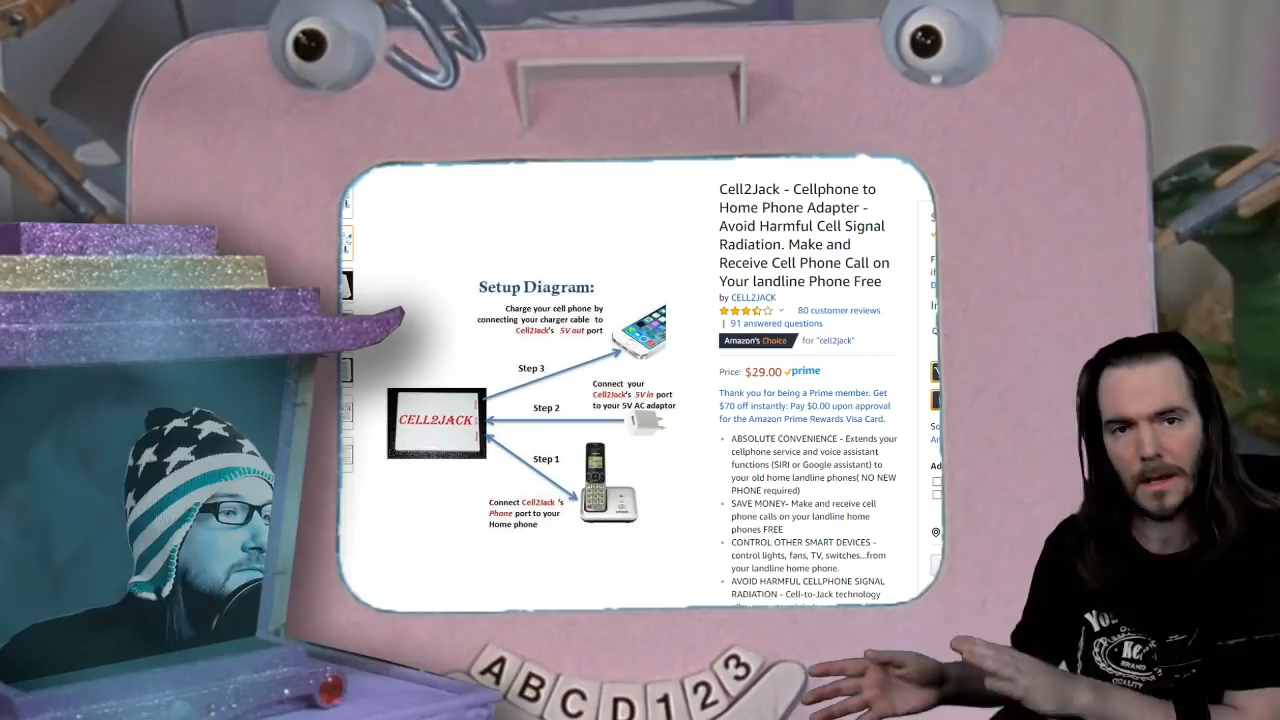 Cell2Jack - Cellphone to
Home Phone Adapter -
Avoid Harmful Cell Signal
Radiation. Make and
Receive Cell Phone Call on
Your landline Phone Free
by CELL2JACK
80 customer reviews
| 91 answered questions
Amazon's Choice for "cell2jack"
Price: $29.00 prime
Thank you for being a Prime member. Get
$70 off instantly: Pay $0.00 upon approval
for the Amazon Prime Rewards Visa Card.
ABSOLUTE CONVENIENCE - Extends your
cellphone service and voice assistant
functions (SIRI or Google assistant) to
your old home landline phones( NO NEW
PHONE required)
SAVE MONEY- Make and receive cell
phone calls on your landline home
phones FREE
CONTROL OTHER SMART DEVICES -
control lights, fans, TV, switches...from
your landline home phone.
AVOID HARMFUL CELLPHONE SIGNAL
RADIATION - Cell-to-Jack technology
Setup Diagram:
Charge your cell phone by
connecting your charger cable to
Cell2Jack's 5V out port
Step 3
Connect your
Cell2Jack's 5V in port
to your 5V AC adaptor
Step 2
CELL2JACK
Step 1
Connect Cell2Jack 's
Phone port to your
Home phone
A B C D 1 2 3
BRAND
QUALITY